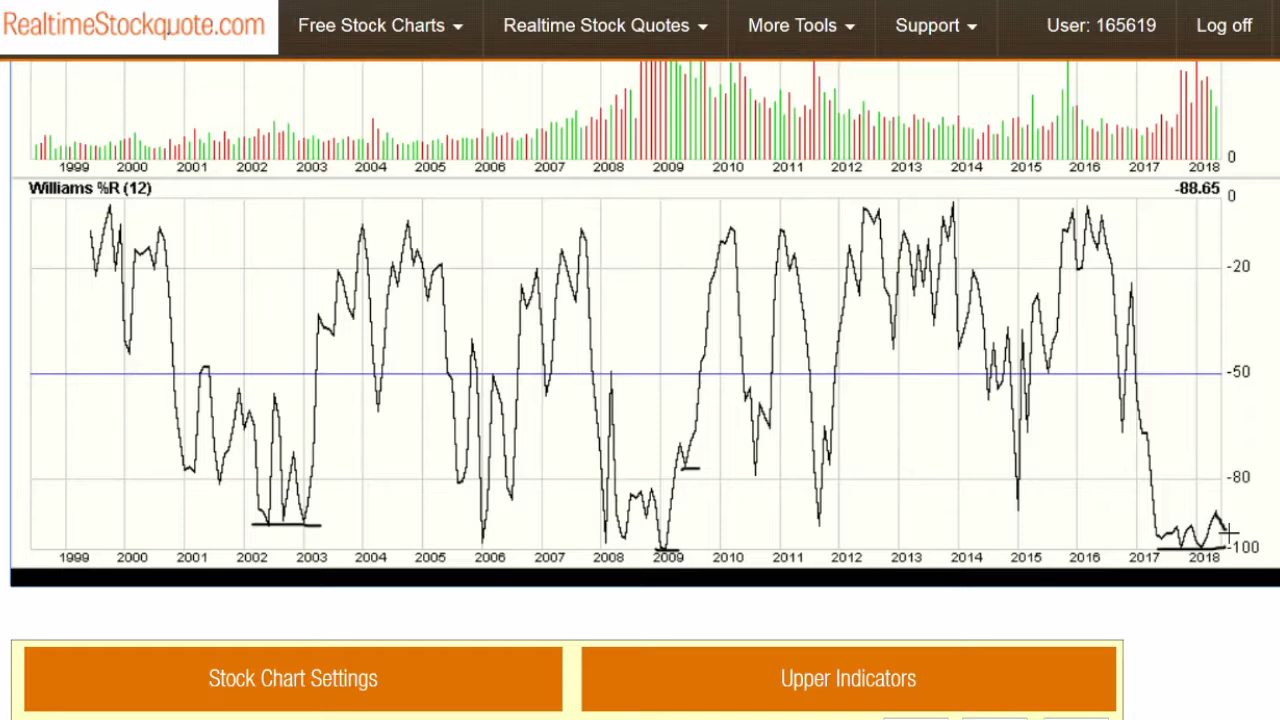 RealtimeStockquote.com Free Stock Charts Realtime Stock Quotes More Tools Support User: 165619 Log off
0
1999 2000 2001 2002 2003 2004 2005 2006 2007 2008 2009 2010 2011 2012 2013 2014 2015 2016 2017 2018
Williams %R (12) -88.65
0
-20
-50
-80
-100
1999 2000 2001 2002 2003 2004 2005 2006 2007 2008 2009 2010 2011 2012 2013 2014 2015 2016 2017 2018
Stock Chart Settings Upper Indicators